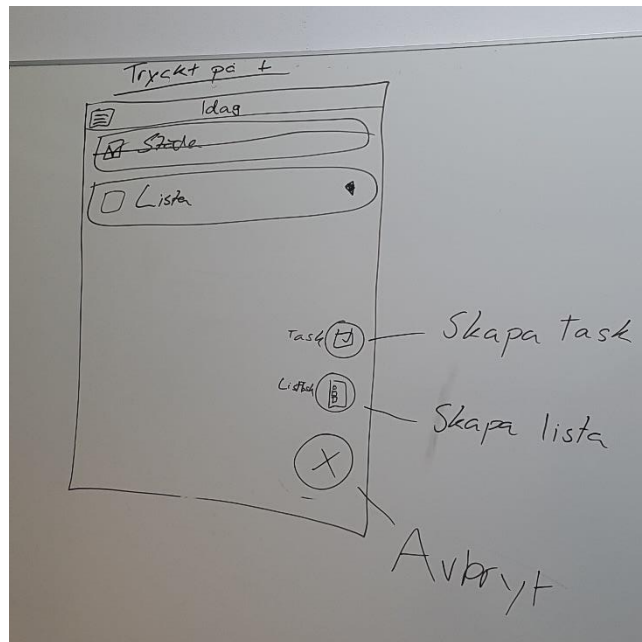 Tryckt på +
Idag
Städa
Lista
Task
Skapa task
Skapa lista
Avbryt